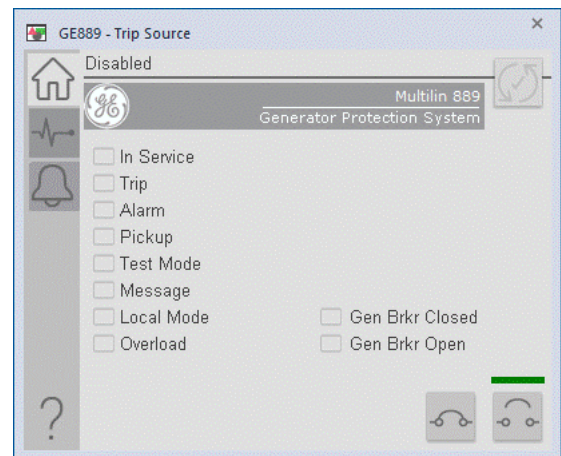 GE889 - Trip Source
Disabled
GE
Multilin 889
Generator Protection System
In Service
Trip
Alarm
Pickup
Test Mode
Message
Local Mode
Gen Brkr Closed
Overload
Gen Brkr Open
?